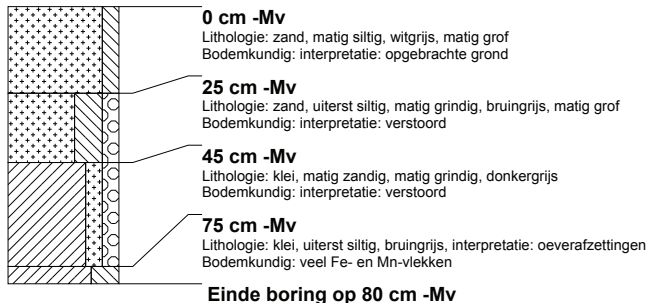 0 cm -Mv
Lithologie: zand, matig siltig, witgrijs, matig grof
Bodemkundig: interpretatie: opgebrachte grond
25 cm -Mv
Lithologie: zand, uiterst siltig, matig grindig, bruingrijs, matig grof
Bodemkundig: interpretatie: verstoord
45 cm -Mv
Lithologie: klei, matig zandig, matig grindig, donkergrijs
Bodemkundig: interpretatie: verstoord
75 cm -Mv
Lithologie: klei, uiterst siltig, bruingrijs, interpretatie: oeverafzettingen
Bodemkundig: veel Fe- en Mn-vlekken
Einde boring op 80 cm -Mv